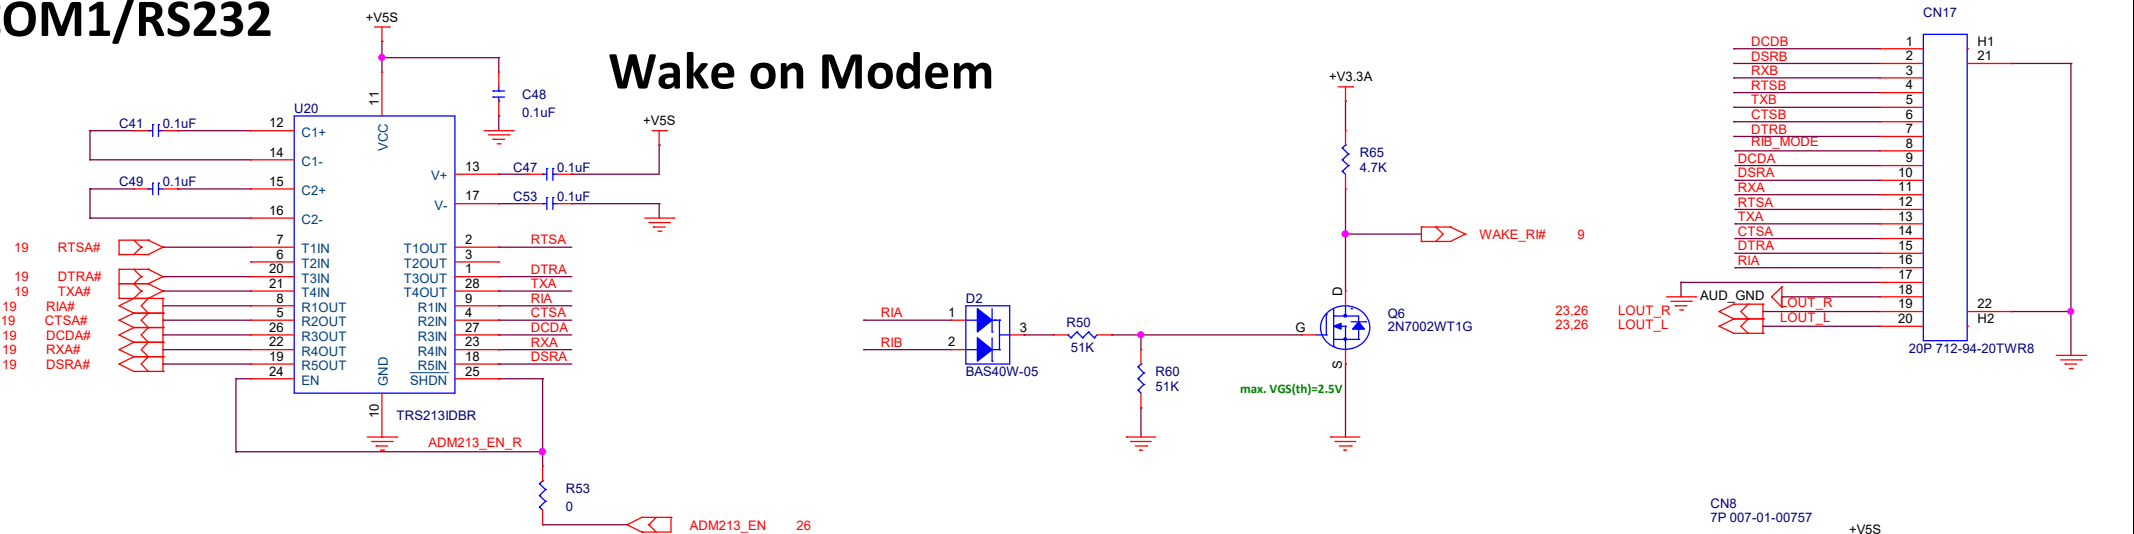 COM1/RS232
Wake on Modem
+V5S
C48
0.1uF
U20
11
VCC
C41 0.1uF
12 C1+
14 C1-
C49 0.1uF
15 C2+
16 C2-
+V5S
V+ 13 C47 0.1uF
V- 17 C53 0.1uF
19 RTSA# 7 T1IN T1OUT 2 RTSA
6 T2IN T2OUT 3
19 DTRA# 20 T3IN T3OUT 1 DTRA
19 TXA# 21 T4IN T4OUT 28 TXA
19 RIA# 8 R1OUT R1IN 9 RIA
19 CTSA# 5 R2OUT R2IN 4 CTSA
19 DCDA# 26 R3OUT R3IN 27 DCDA
19 RXA# 22 R4OUT R4IN 23 RXA
19 DSRA# 19 R5OUT R5IN 18 DSRA
24 EN SHDN 25
GND
10
TRS213IDBR
ADM213_EN_R
R53
0
ADM213_EN 26
+V3.3A
R65
4.7K
WAKE_RI# 9
D2
RIA 1
RIB 2
3
BAS40W-05
R50
51K
R60
51K
G
D
S
Q6
2N7002WT1G
max. VGS(th)=2.5V
CN17
DCDB 1 H1
DSRB 2 21
RXB 3
RTSB 4
TXB 5
CTSB 6
DTRB 7
RIB_MODE 8
DCDA 9
DSRA 10
RXA 11
RTSA 12
TXA 13
CTSA 14
DTRA 15
RIA 16
17
AUD_GND 18
23,26 LOUT_R LOUT_R 19 22
23,26 LOUT_L LOUT_L 20 H2
20P 712-94-20TWR8
CN8
7P 007-01-00757
+V5S